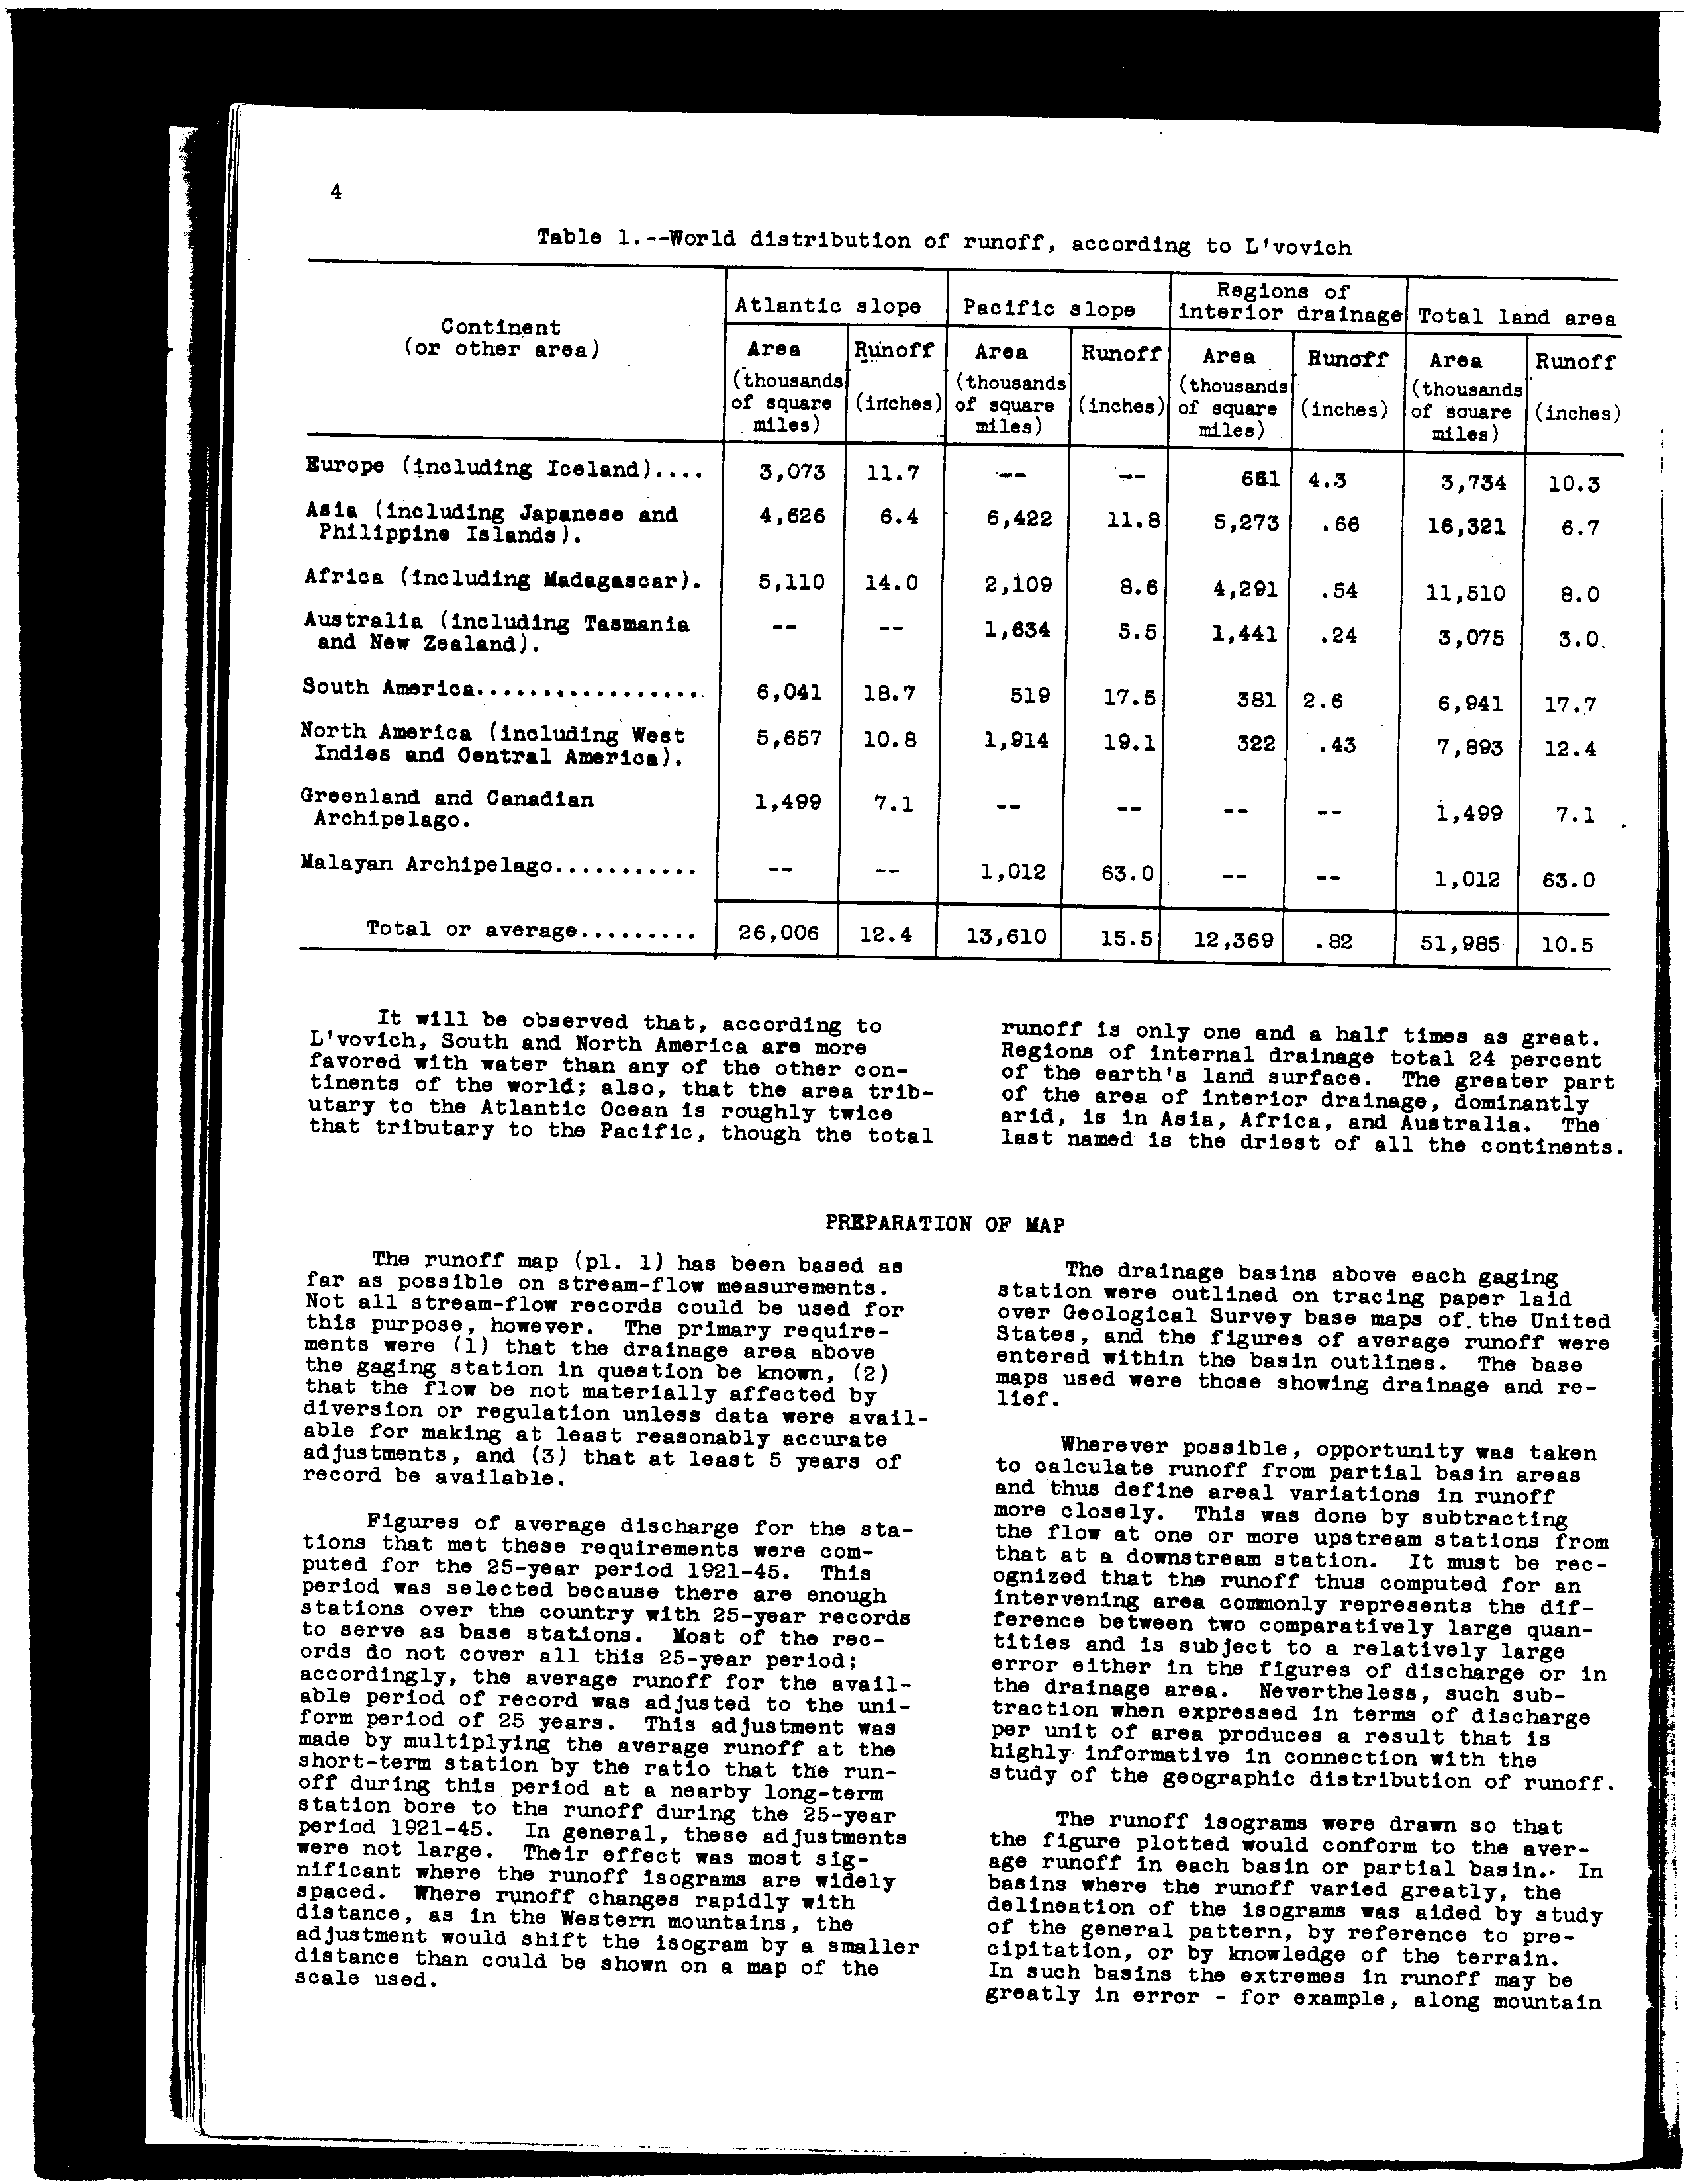 4
Table 1.--World distribution of runoff, according to L'vovich
Continent
(or other area)
Atlantic slope
Pacific slope
Regions of
interior drainage
Total land area
Area Runoff Area Runoff Area Runoff Area Runoff
(thousands of square miles) (inches) (thousands of square miles) (inches) (thousands of square miles) (inches) (thousands of square miles) (inches)
Europe (including Iceland).... 3,073 11.7 -- -- 661 4.3 3,734 10.3
Asia (including Japanese and
Philippine Islands). 4,626 6.4 6,422 11.8 5,273 .66 16,321 6.7
Africa (including Madagascar). 5,110 14.0 2,109 8.6 4,291 .54 11,510 8.0
Australia (including Tasmania
and New Zealand). -- -- 1,634 5.5 1,441 .24 3,075 3.0
South America................. 6,041 18.7 519 17.5 381 2.6 6,941 17.7
North America (including West
Indies and Central America). 5,657 10.8 1,914 19.1 322 .43 7,893 12.4
Greenland and Canadian
Archipelago. 1,499 7.1 -- -- -- -- 1,499 7.1
Malayan Archipelago........... -- -- 1,012 63.0 -- -- 1,012 63.0
Total or average......... 26,006 12.4 13,610 15.5 12,369 .82 51,985 10.5
It will be observed that, according to
L'vovich, South and North America are more
favored with water than any of the other con-
tinents of the world; also, that the area trib-
utary to the Atlantic Ocean is roughly twice
that tributary to the Pacific, though the total
runoff is only one and a half times as great.
Regions of internal drainage total 24 percent
of the earth's land surface. The greater part
of the area of interior drainage, dominantly
arid, is in Asia, Africa, and Australia. The
last named is the driest of all the continents.
PREPARATION OF MAP
The runoff map (pl. 1) has been based as
far as possible on stream-flow measurements.
Not all stream-flow records could be used for
this purpose, however. The primary require-
ments were (1) that the drainage area above
the gaging station in question be known, (2)
that the flow be not materially affected by
diversion or regulation unless data were avail-
able for making at least reasonably accurate
adjustments, and (3) that at least 5 years of
record be available.
Figures of average discharge for the sta-
tions that met these requirements were com-
puted for the 25-year period 1921-45. This
period was selected because there are enough
stations over the country with 25-year records
to serve as base stations. Most of the rec-
ords do not cover all this 25-year period;
accordingly, the average runoff for the avail-
able period of record was adjusted to the uni-
form period of 25 years. This adjustment was
made by multiplying the average runoff at the
short-term station by the ratio that the run-
off during this period at a nearby long-term
station bore to the runoff during the 25-year
period 1921-45. In general, these adjustments
were not large. Their effect was most sig-
nificant where the runoff isograms are widely
spaced. Where runoff changes rapidly with
distance, as in the Western mountains, the
adjustment would shift the isogram by a smaller
distance than could be shown on a map of the
scale used.
The drainage basins above each gaging
station were outlined on tracing paper laid
over Geological Survey base maps of the United
States, and the figures of average runoff were
entered within the basin outlines. The base
maps used were those showing drainage and re-
lief.
Wherever possible, opportunity was taken
to calculate runoff from partial basin areas
and thus define areal variations in runoff
more closely. This was done by subtracting
the flow at one or more upstream stations from
that at a downstream station. It must be rec-
ognized that the runoff thus computed for an
intervening area commonly represents the dif-
ference between two comparatively large quan-
tities and is subject to a relatively large
error either in the figures of discharge or in
the drainage area. Nevertheless, such sub-
traction when expressed in terms of discharge
per unit of area produces a result that is
highly informative in connection with the
study of the geographic distribution of runoff.
The runoff isograms were drawn so that
the figure plotted would conform to the aver-
age runoff in each basin or partial basin. In
basins where the runoff varied greatly, the
delineation of the isograms was aided by study
of the general pattern, by reference to pre-
cipitation, or by knowledge of the terrain.
In such basins the extremes in runoff may be
greatly in error - for example, along mountain